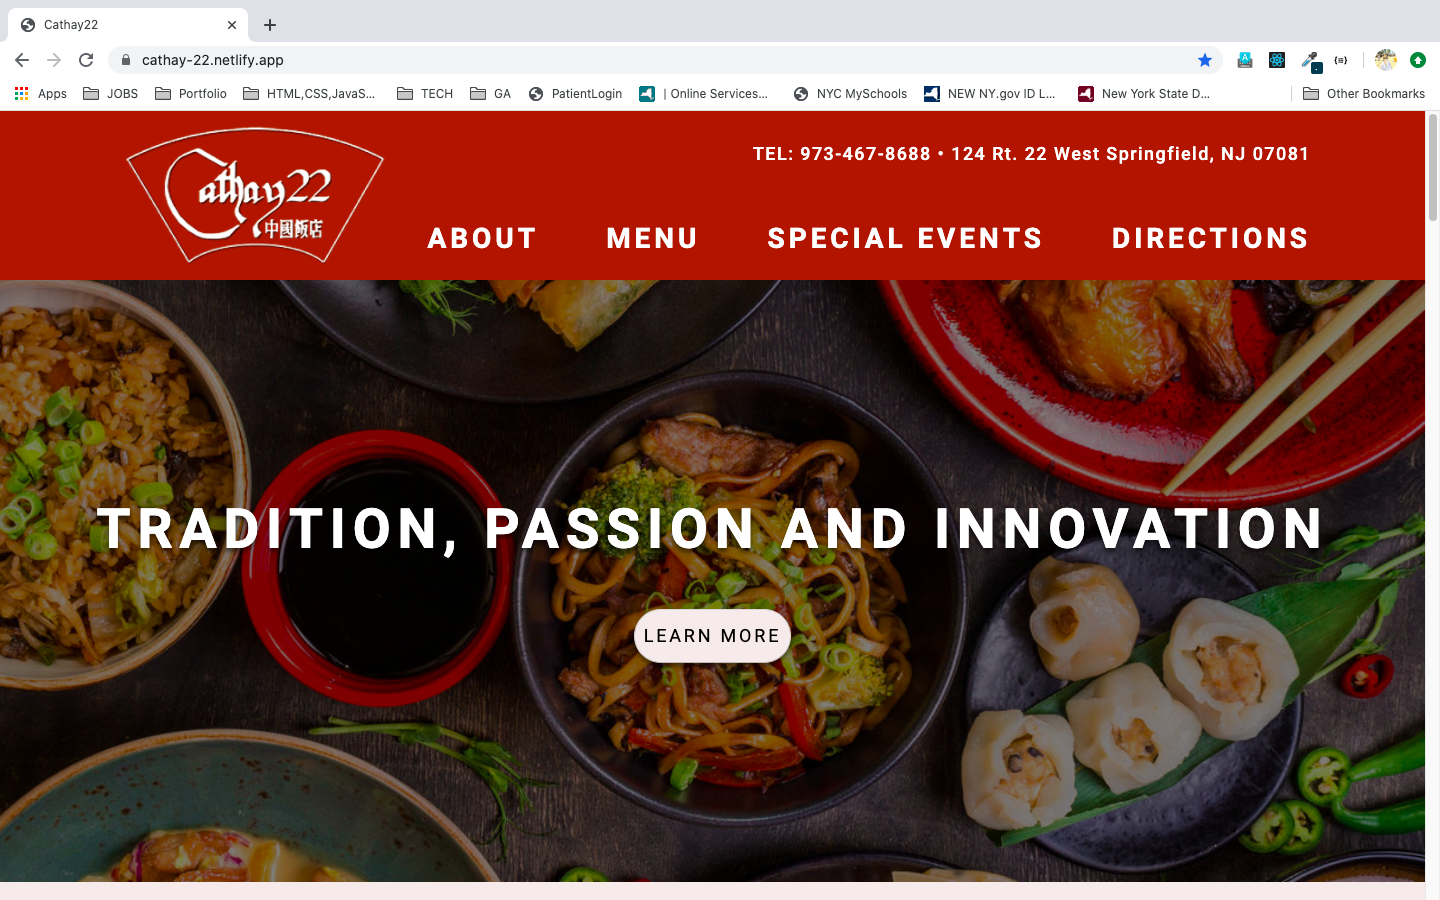 Cathay22
cathay-22.netlify.app
Apps JOBS Portfolio HTML,CSS,JavaS... TECH GA PatientLogin | Online Services... NYC MySchools NEW NY.gov ID L... New York State D... Other Bookmarks
Cathay22
中國飯店
TEL: 973-467-8688 • 124 Rt. 22 West Springfield, NJ 07081
ABOUT MENU SPECIAL EVENTS DIRECTIONS
TRADITION, PASSION AND INNOVATION
LEARN MORE